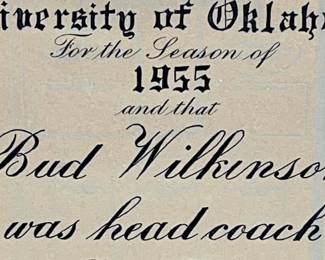 iversity of Oklah
For the Season of
1955
and that
Bud Wilkinso
was head coach